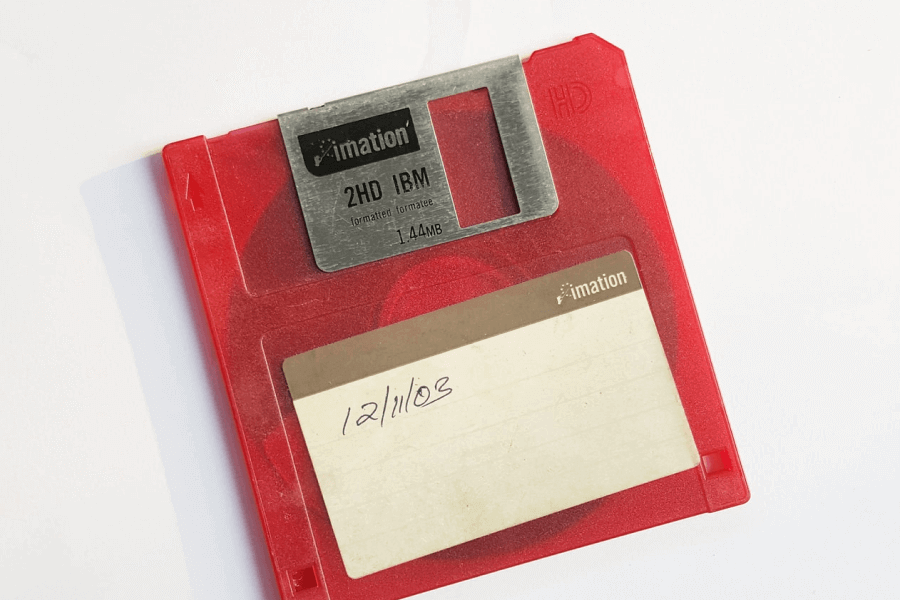 HD
imation
2HD IBM
formatted formatee
1.44MB
imation
12/11/03